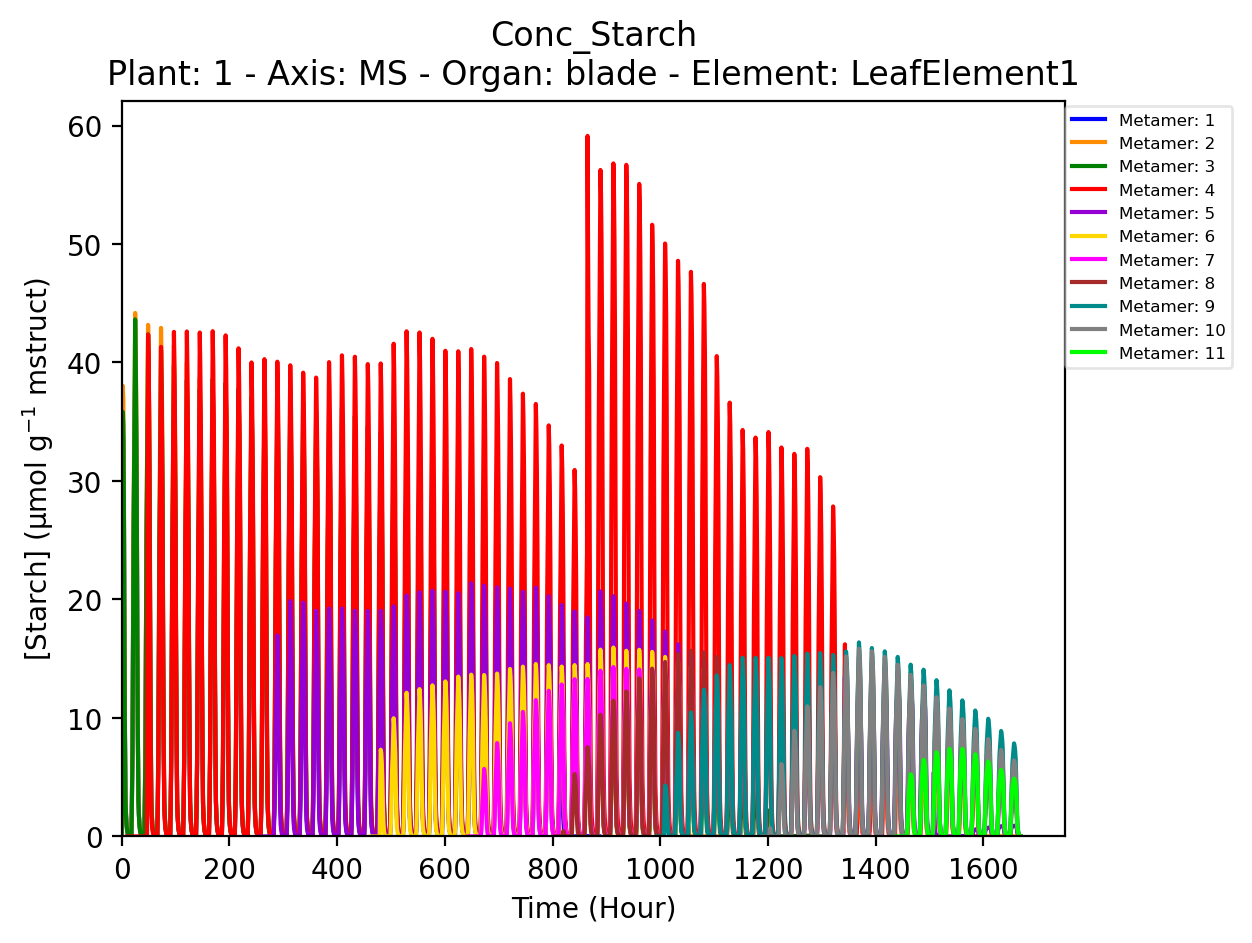 Conc_Starch
Plant: 1 - Axis: MS - Organ: blade - Element: LeafElement1
60
50
40
30
20
10
0
[Starch] (µmol g⁻¹ mstruct)
0 200 400 600 800 1000 1200 1400 1600
Time (Hour)
Metamer: 1
Metamer: 2
Metamer: 3
Metamer: 4
Metamer: 5
Metamer: 6
Metamer: 7
Metamer: 8
Metamer: 9
Metamer: 10
Metamer: 11